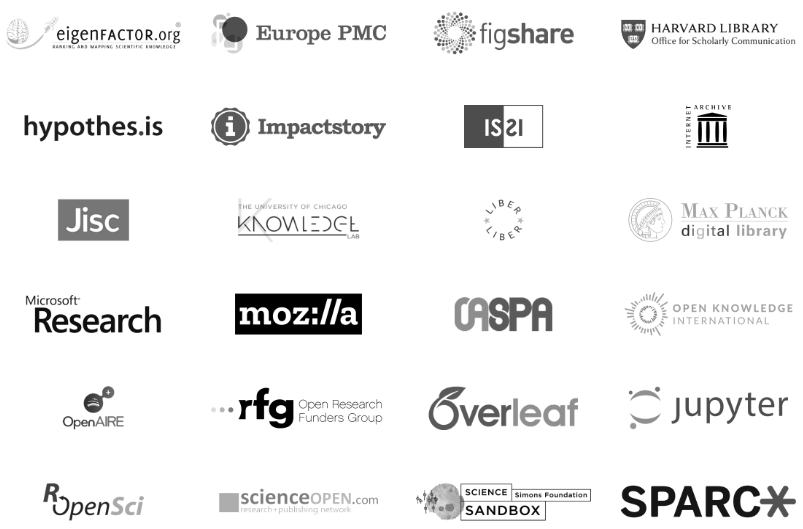 eigenFACTOR.org
RANKING AND MAPPING SCIENTIFIC KNOWLEDGE
Europe PMC
figshare
HARVARD LIBRARY
Office for Scholarly Communication
hypothes.is
Impactstory
ISSI
INTERNET ARCHIVE
Jisc
THE UNIVERSITY OF CHICAGO
KNOWLEDGE
LAB
LIBER
LIBER
MAX PLANCK
digital library
Microsoft®
Research
moz://a
OASPA
OPEN KNOWLEDGE
INTERNATIONAL
OpenAIRE
rfg Open Research
Funders Group
Overleaf
jupyter
ROpenSci
scienceOPEN.com
research+publishing network
SCIENCE Simons Foundation
SANDBOX
SPARC